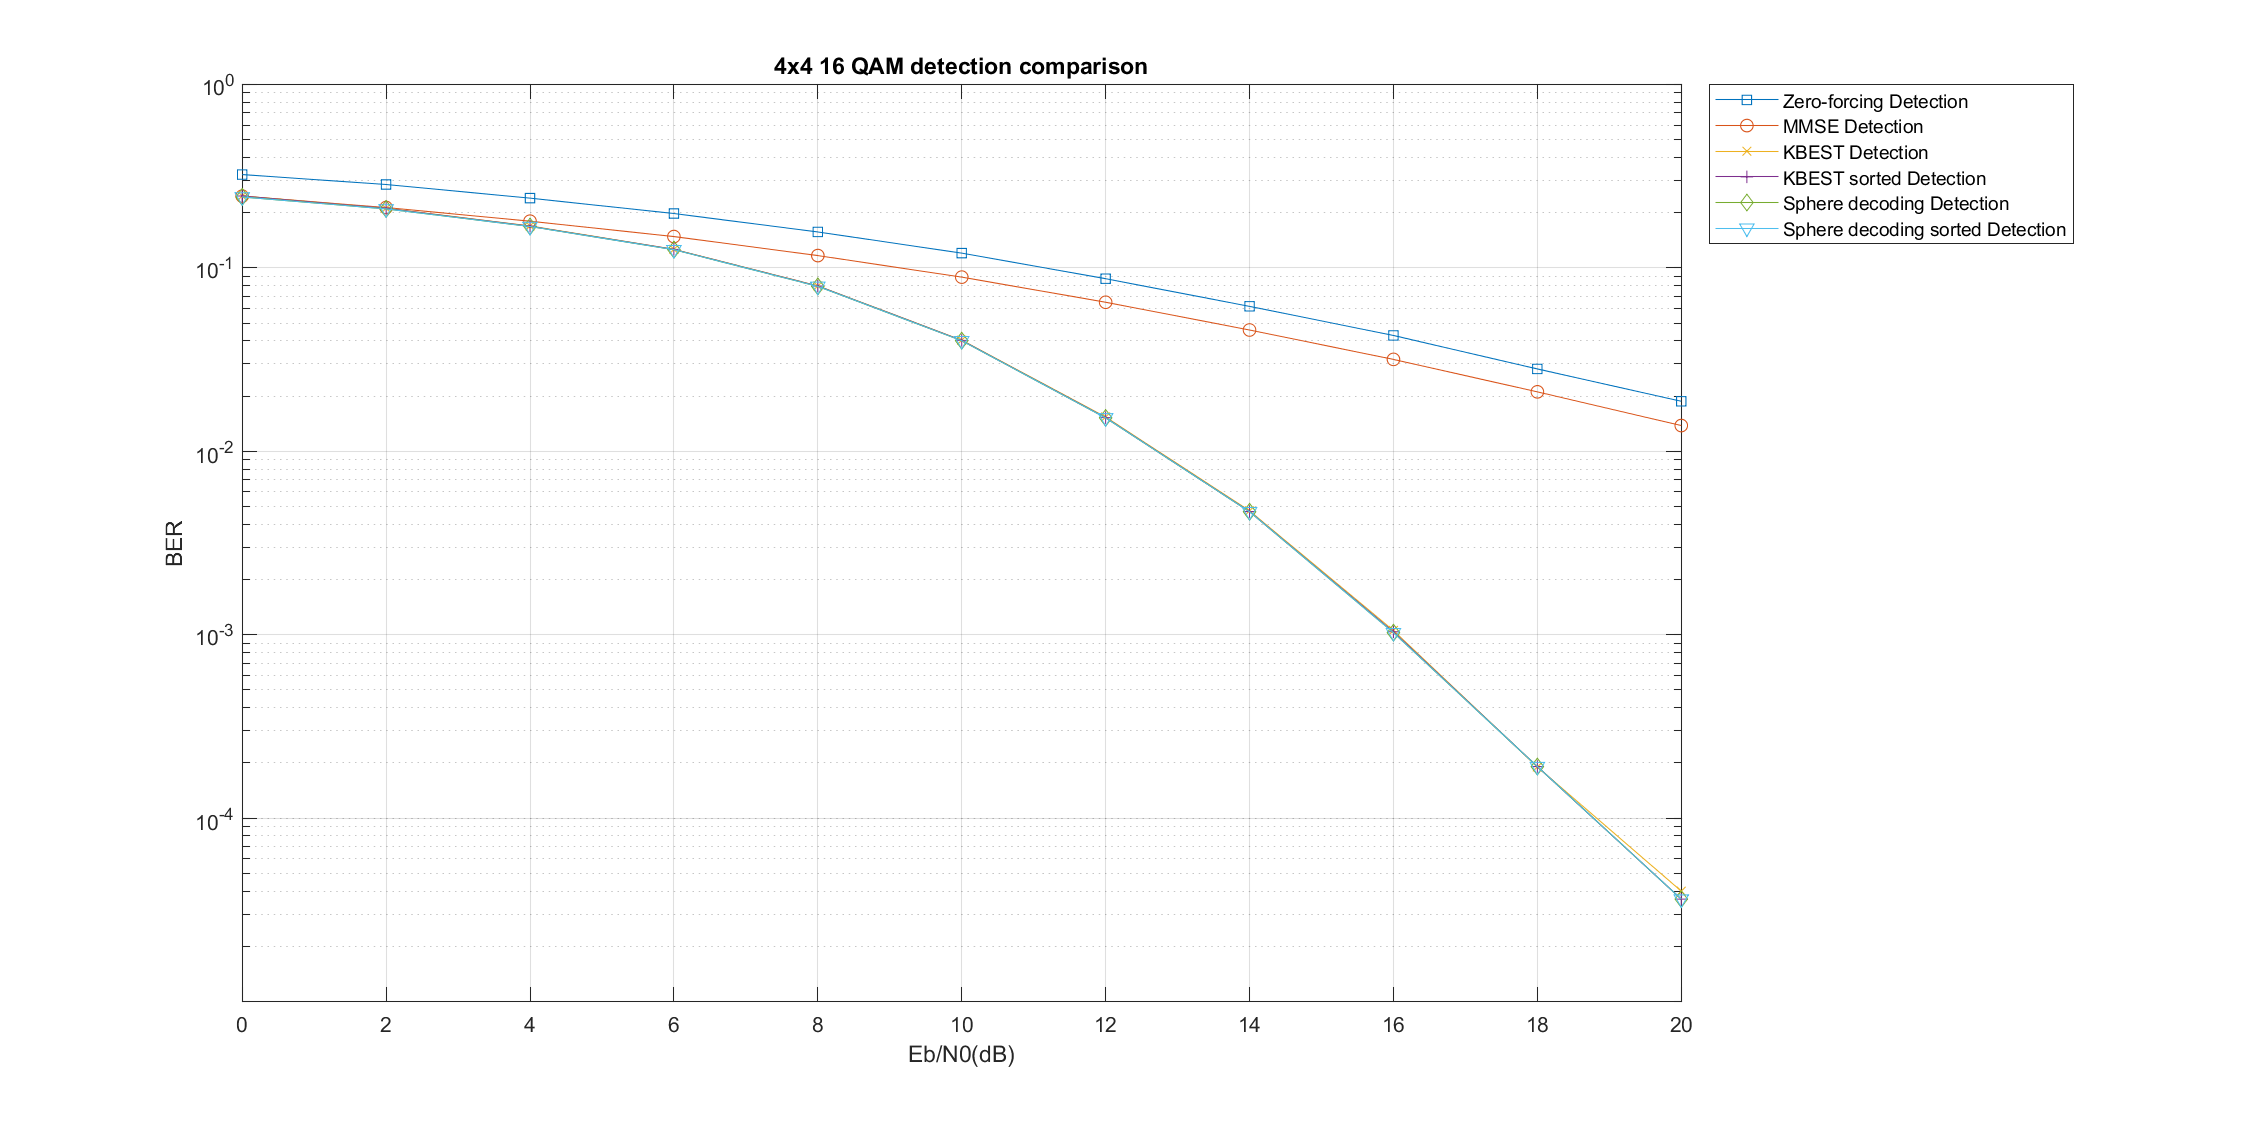 4x4 16 QAM detection comparison
10^0
10^-1
10^-2
10^-3
10^-4
BER
0 2 4 6 8 10 12 14 16 18 20
Eb/N0(dB)
Zero-forcing Detection
MMSE Detection
KBEST Detection
KBEST sorted Detection
Sphere decoding Detection
Sphere decoding sorted Detection